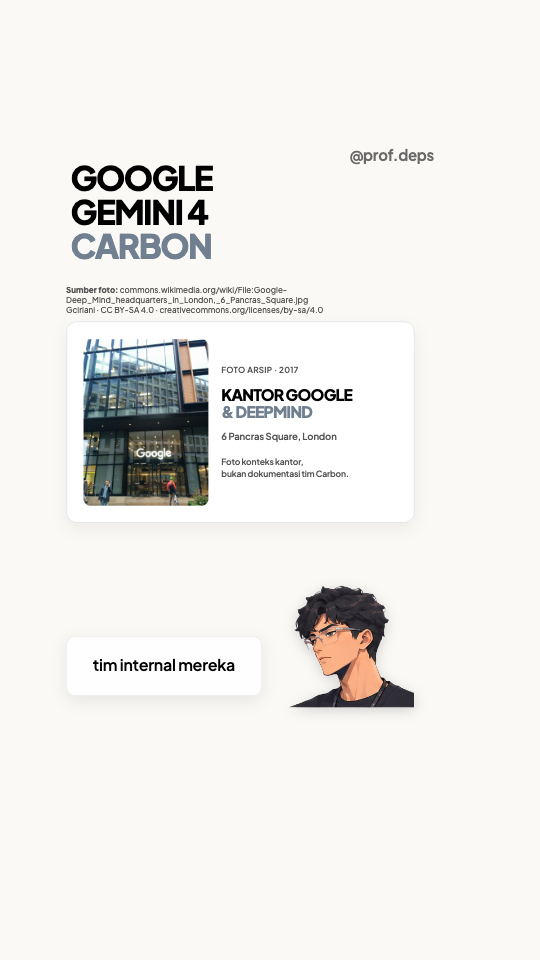 @prof.deps
GOOGLE
GEMINI 4
CARBON
Sumber foto: commons.wikimedia.org/wiki/File:Google-
Deep_Mind_headquarters_in_London,_6_Pancras_Square.jpg
Gciriani · CC BY-SA 4.0 · creativecommons.org/licenses/by-sa/4.0
Google
FOTO ARSIP · 2017
KANTOR GOOGLE
& DEEPMIND
6 Pancras Square, London
Foto konteks kantor,
bukan dokumentasi tim Carbon.
tim internal mereka